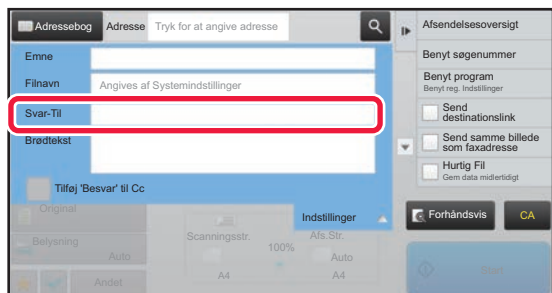 Adressebog
Adresse
Tryk for at angive adresse
Emne
Filnavn
Angives af Systemindstillinger
Svar-Til
Brødtekst
Tilføj 'Besvar' til Cc
Indstillinger
Original
Belysning
Auto
Andet
Scanningsstr.
A4
100%
Afs.Str.
Auto
A4
Afsendelsesoversigt
Benyt søgenummer
Benyt program
Benyt reg. Indstillinger
Send
destinationslink
Send samme billede
som faxadresse
Hurtig Fil
Gem data midlertidigt
Forhåndsvis
CA
Start